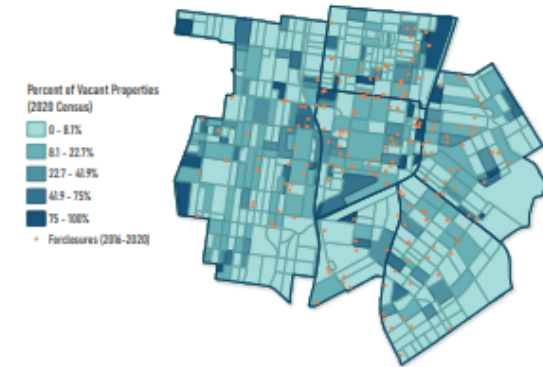 Percent of Vacant Properties
(2020 Census)
0 - 8.1%
8.1 - 22.7%
22.7 - 41.9%
41.9 - 75%
75 - 100%
Forclosures (2016-2020)